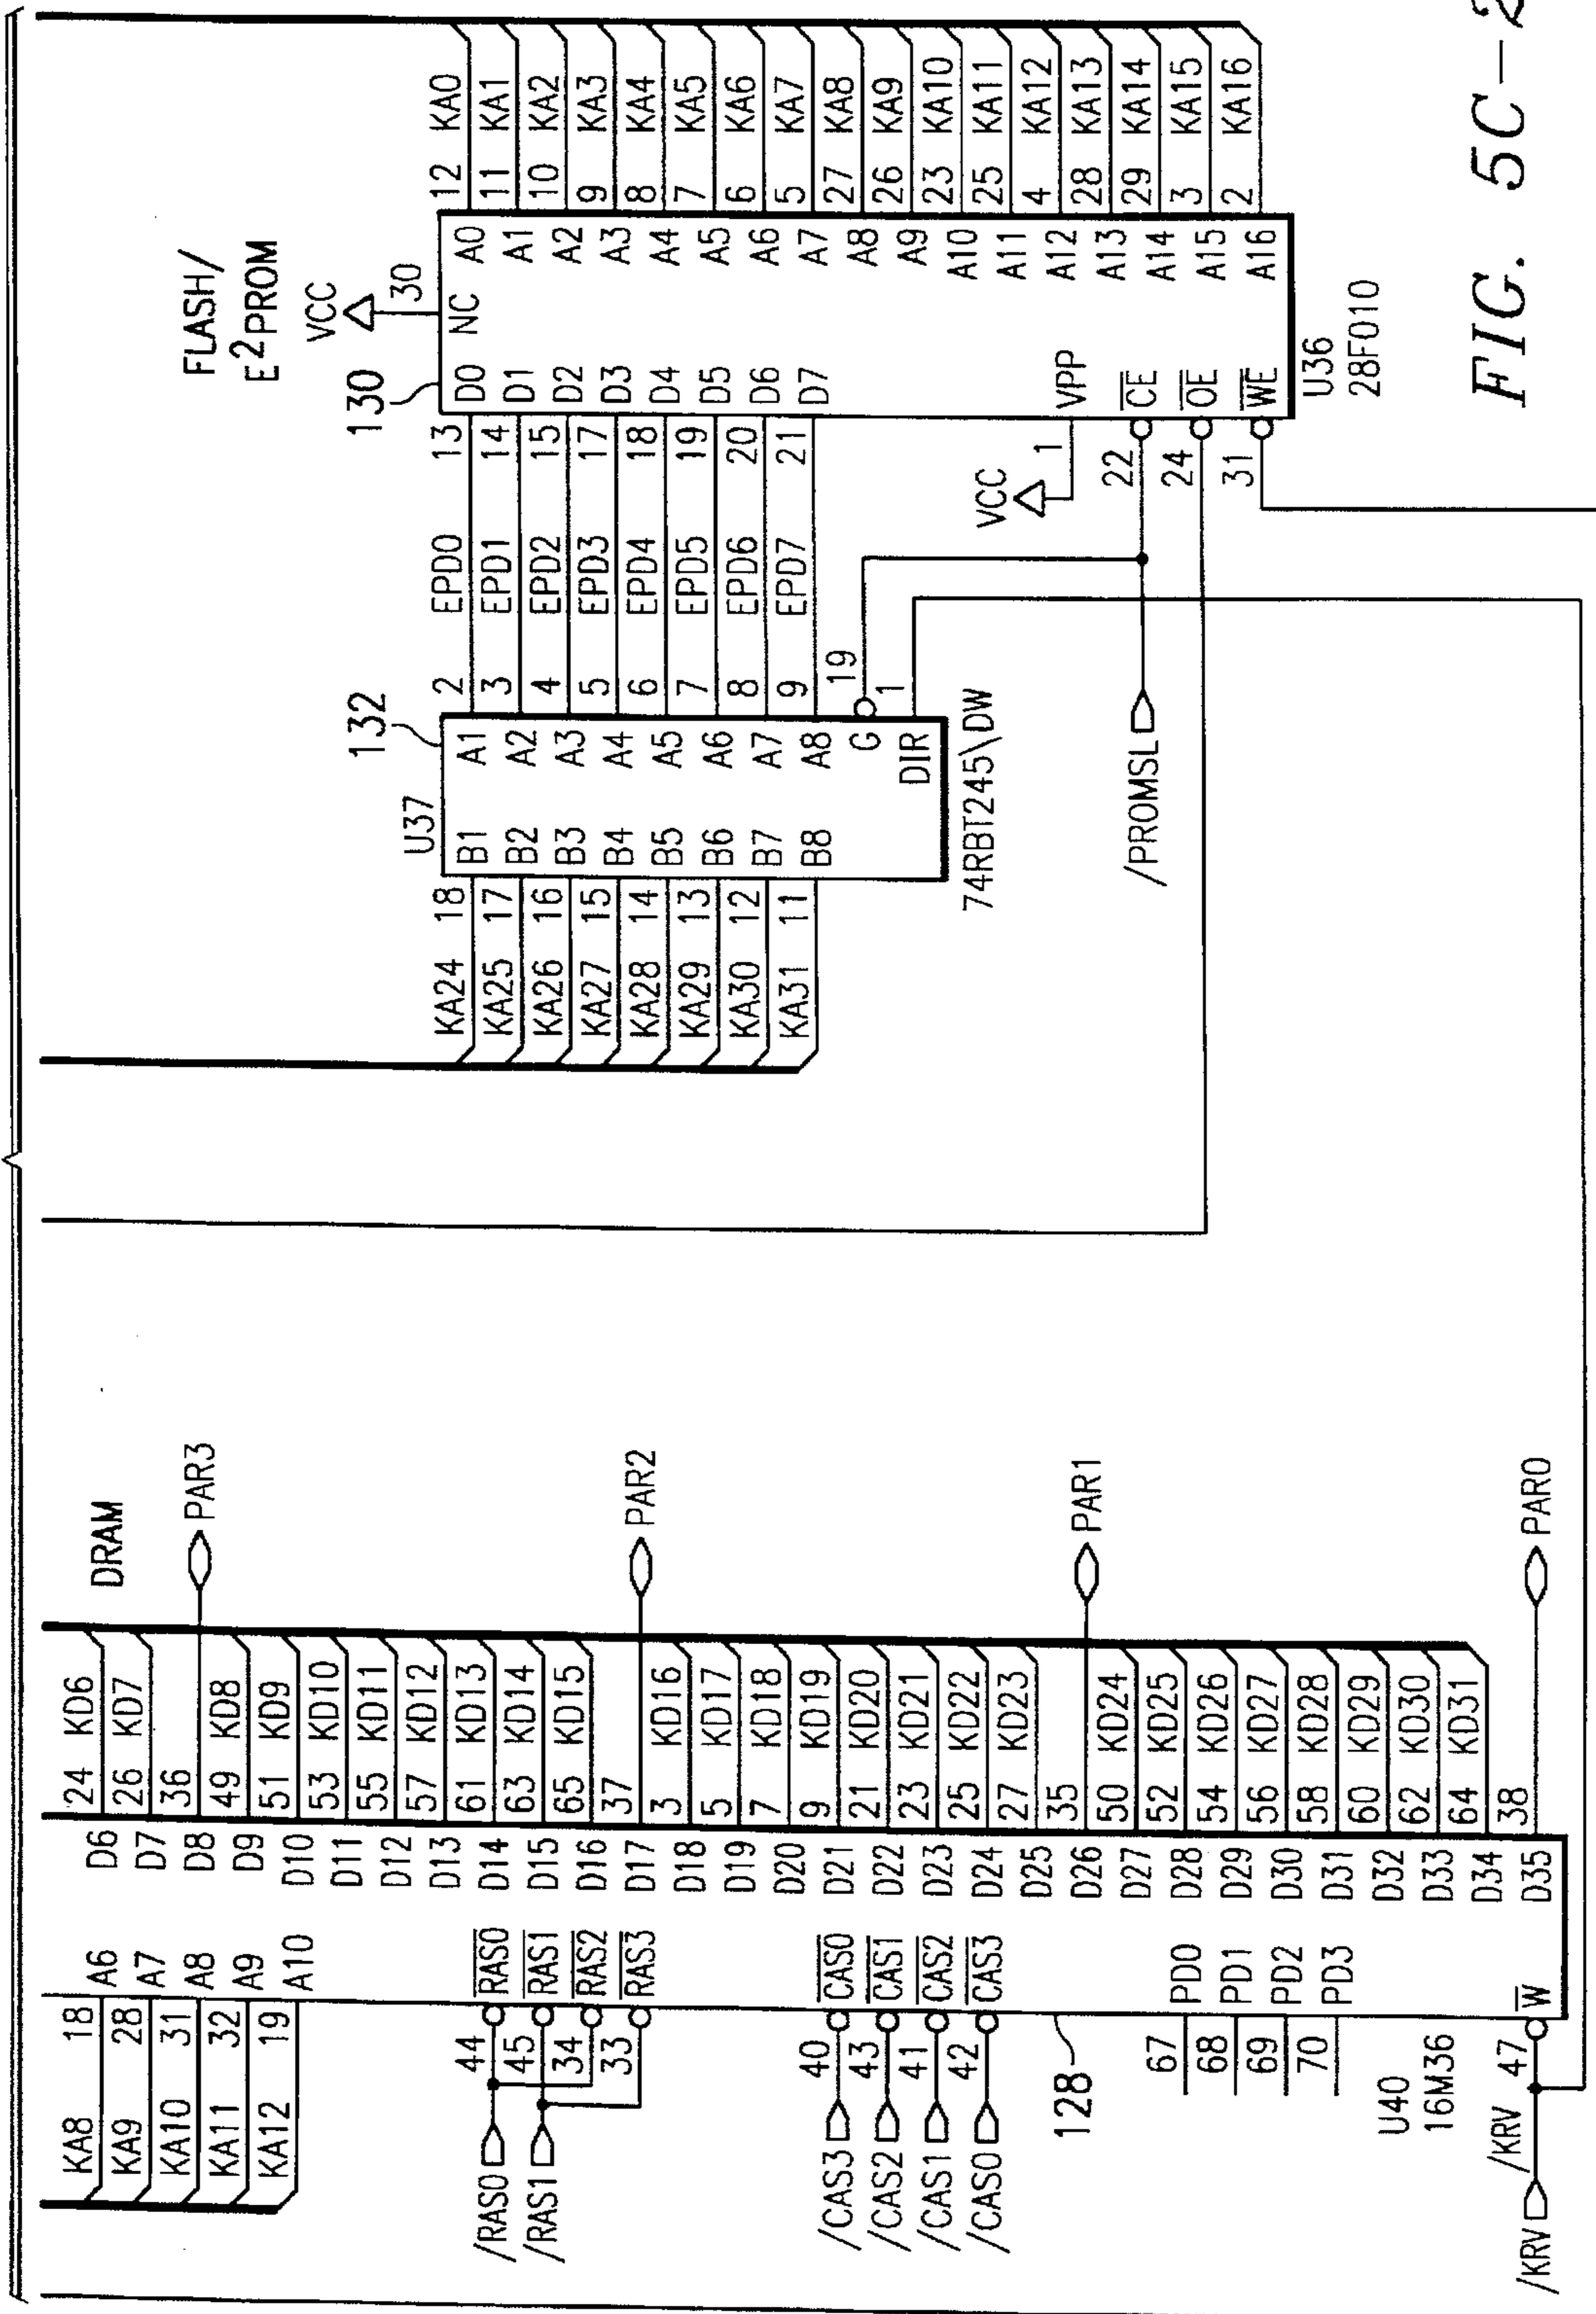 DRAM
KA8 18 A6 D6 24 KD6
KA9 28 A7 D7 26 KD7
KA10 31 A8 D8 36 PAR3
KA11 32 A9 D9 49 KD8
KA12 19 A10 D10 51 KD9
D11 53 KD10
D12 55 KD11
D13 57 KD12
/RAS0 44 RAS0 D14 61 KD13
/RAS1 45 RAS1 D15 63 KD14
34 RAS2 D16 65 KD15
33 RAS3 D17 37 PAR2
D18 3 KD16
D19 5 KD17
D20 7 KD18
/CAS3 40 CAS0 D21 9 KD19
/CAS2 43 CAS1 D22 21 KD20
/CAS1 41 CAS2 D23 23 KD21
/CAS0 42 CAS3 D24 25 KD22
D25 27 KD23
128 D26 35 PAR1
D27 50 KD24
67 PD0 D28 52 KD25
68 PD1 D29 54 KD26
69 PD2 D30 56 KD27
70 PD3 D31 58 KD28
D32 60 KD29
D33 62 KD30
D34 64 KD31
/KRV /KRV 47 W D35 38 PAR0
U40
16M36
132
U37
KA24 18 B1 A1 2 EPD0
KA25 17 B2 A2 3 EPD1
KA26 16 B3 A3 4 EPD2
KA27 15 B4 A4 5 EPD3
KA28 14 B5 A5 6 EPD4
KA29 13 B6 A6 7 EPD5
KA30 12 B7 A7 8 EPD6
KA31 11 B8 A8 9 EPD7
G 19
DIR 1
74RBT245\DW
/PROMSL
FLASH/
E2PROM
VCC
130 30
NC
13 D0 A0 12 KA0
14 D1 A1 11 KA1
15 D2 A2 10 KA2
17 D3 A3 9 KA3
18 D4 A4 8 KA4
19 D5 A5 7 KA5
20 D6 A6 6 KA6
21 D7 A7 5 KA7
A8 27 KA8
A9 26 KA9
A10 23 KA10
A11 25 KA11
VCC 1 VPP A12 4 KA12
22 CE A13 28 KA13
A14 29 KA14
24 OE A15 3 KA15
31 WE A16 2 KA16
U36
28F010
FIG. 5C-2